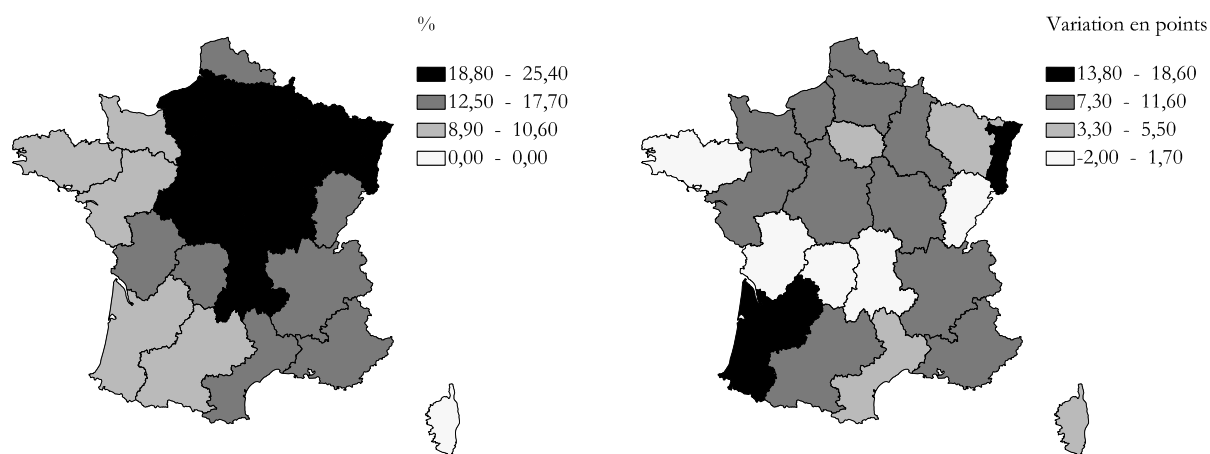 %
18,80 - 25,40
12,50 - 17,70
8,90 - 10,60
0,00 - 0,00
Variation en points
13,80 - 18,60
7,30 - 11,60
3,30 - 5,50
-2,00 - 1,70